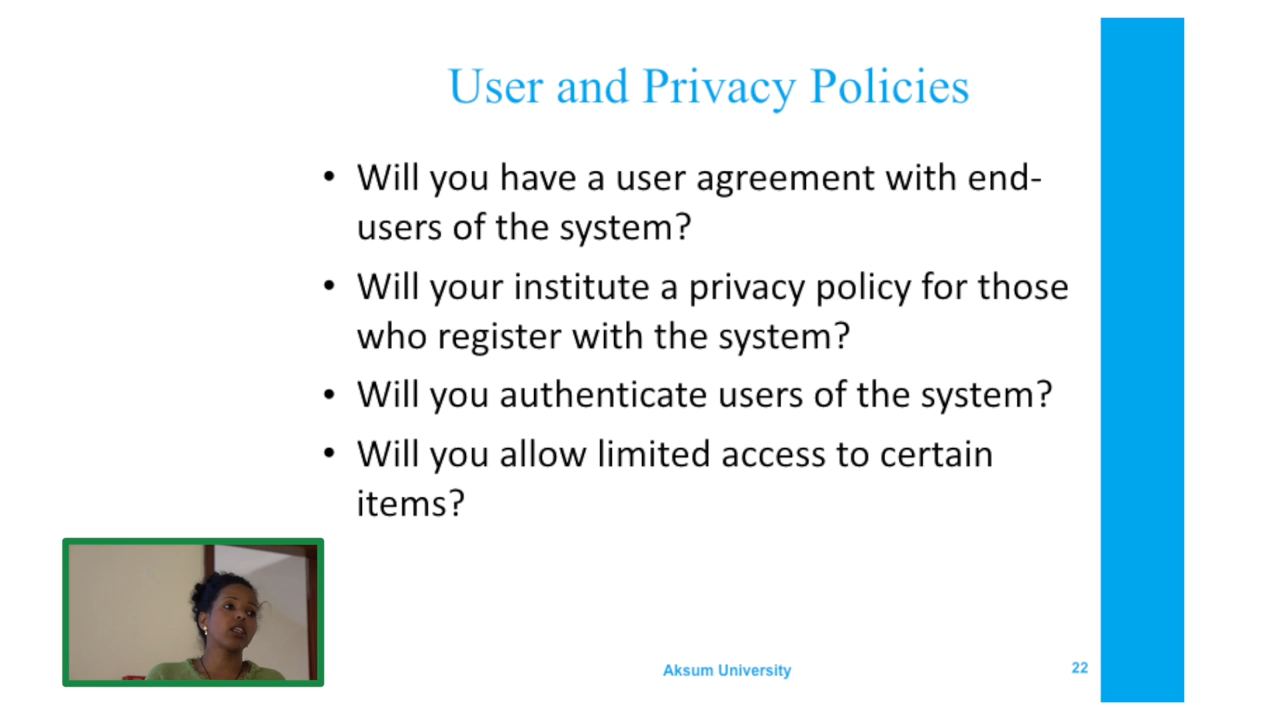 User and Privacy Policies
• Will you have a user agreement with end-
users of the system?
• Will your institute a privacy policy for those
who register with the system?
• Will you authenticate users of the system?
• Will you allow limited access to certain
items?
Aksum University
22